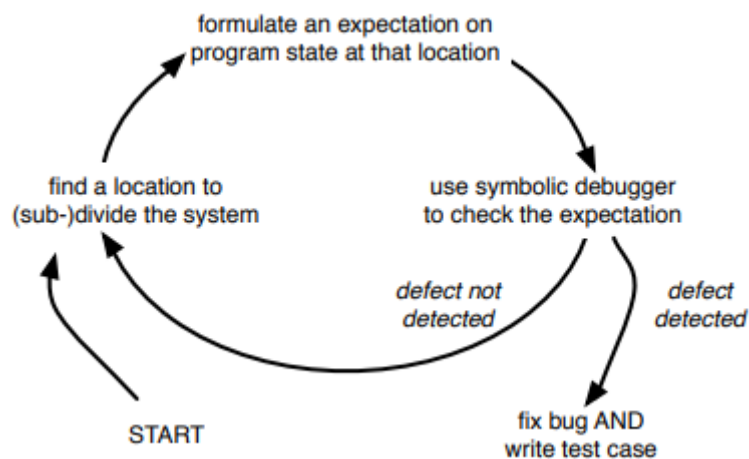 formulate an expectation on
program state at that location
find a location to
(sub-)divide the system
use symbolic debugger
to check the expectation
defect not
detected
defect
detected
START
fix bug AND
write test case